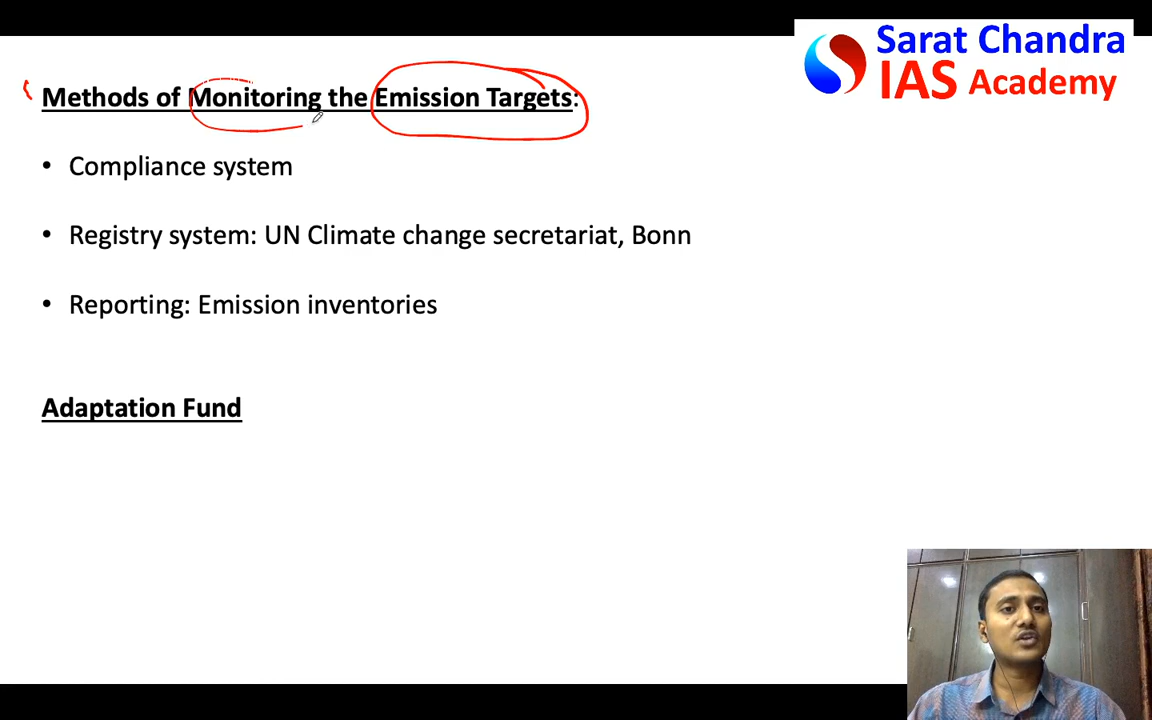 Sarat Chandra
IAS Academy
Methods of Monitoring the Emission Targets:
• Compliance system
• Registry system: UN Climate change secretariat, Bonn
• Reporting: Emission inventories
Adaptation Fund